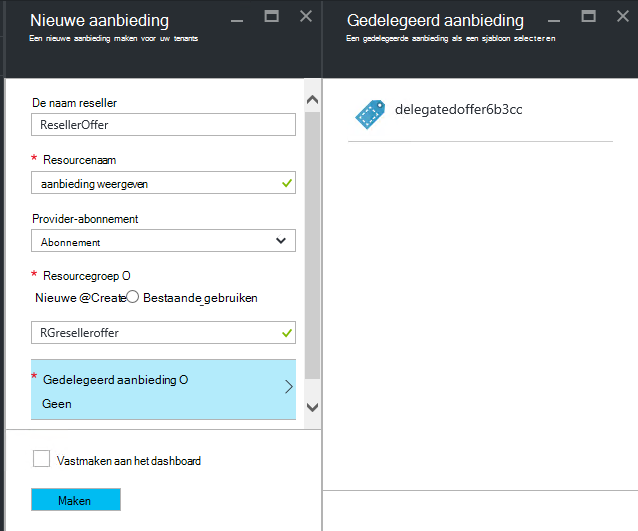 Nieuwe aanbieding
Een nieuwe aanbieding maken voor uw tenants
De naam reseller
ResellerOffer
* Resourcenaam
aanbieding weergeven
Provider-abonnement
Abonnement
* Resourcegroep O
Nieuwe @Create Bestaande_gebruiken
RGreselleroffer
* Gedelegeerd aanbieding O
Geen
Vastmaken aan het dashboard
Maken
Gedelegeerd aanbieding
Een gedelegeerde aanbieding als een sjabloon selecteren
delegatedoffer6b3cc